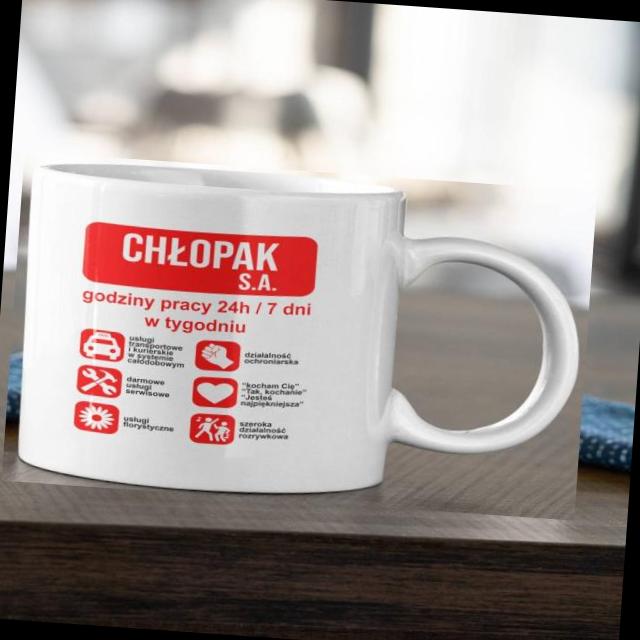 CHŁOPAK
S.A.
godziny pracy 24h / 7 dni
w tygodniu
usługi
transportowe
i kurierskie
w systemie
całodobowym
działalność
ochroniarska
darmowe
usługi
serwisowe
"kocham Cię"
"Tak, kochanie"
"Jesteś
najpiękniejsza"
usługi
florystyczne
szeroka
działalność
rozrywkowa